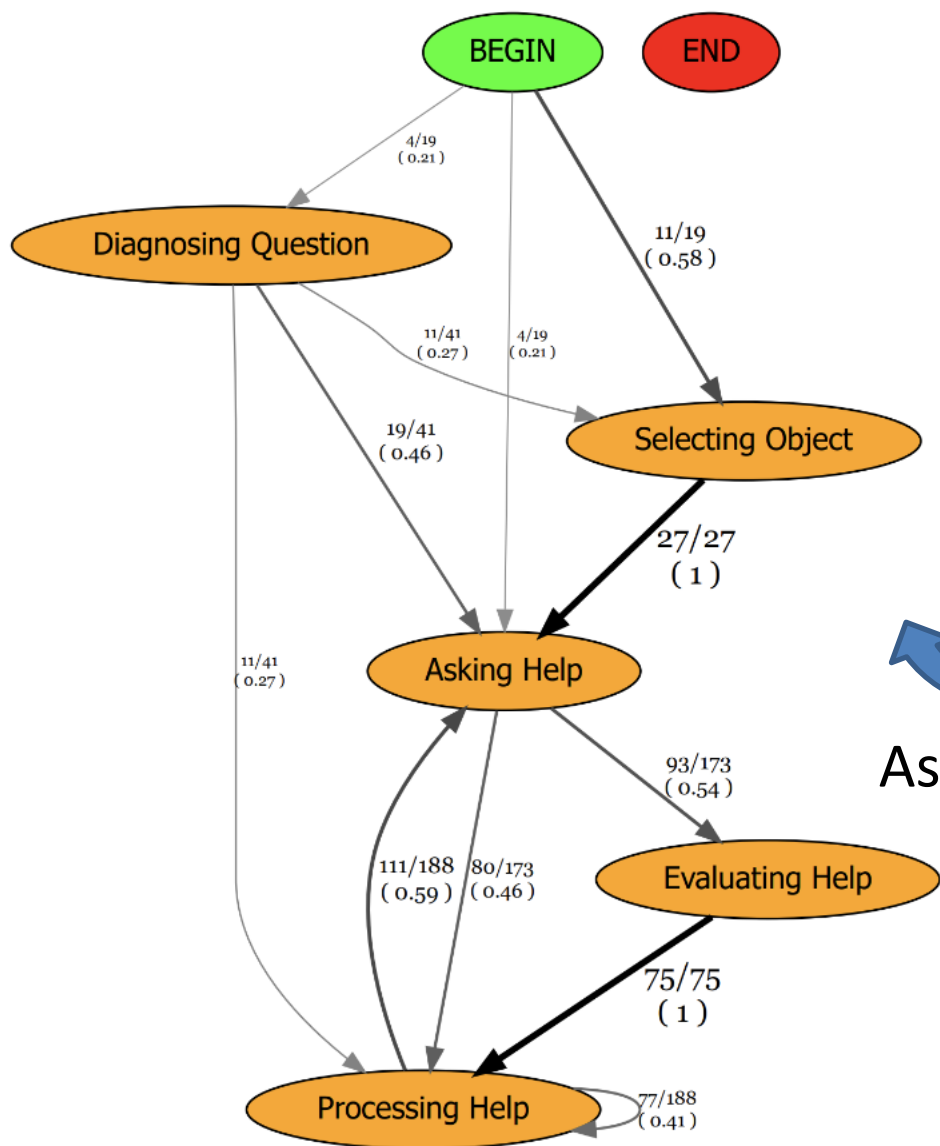 BEGIN
END
4/19
( 0.21 )
Diagnosing Question
11/19
( 0.58 )
11/41
( 0.27 )
4/19
( 0.21 )
19/41
( 0.46 )
Selecting Object
27/27
( 1 )
11/41
( 0.27 )
Asking Help
93/173
( 0.54 )
As
111/188
( 0.59 )
80/173
( 0.46 )
Evaluating Help
75/75
( 1 )
Processing Help
77/188
( 0.41 )